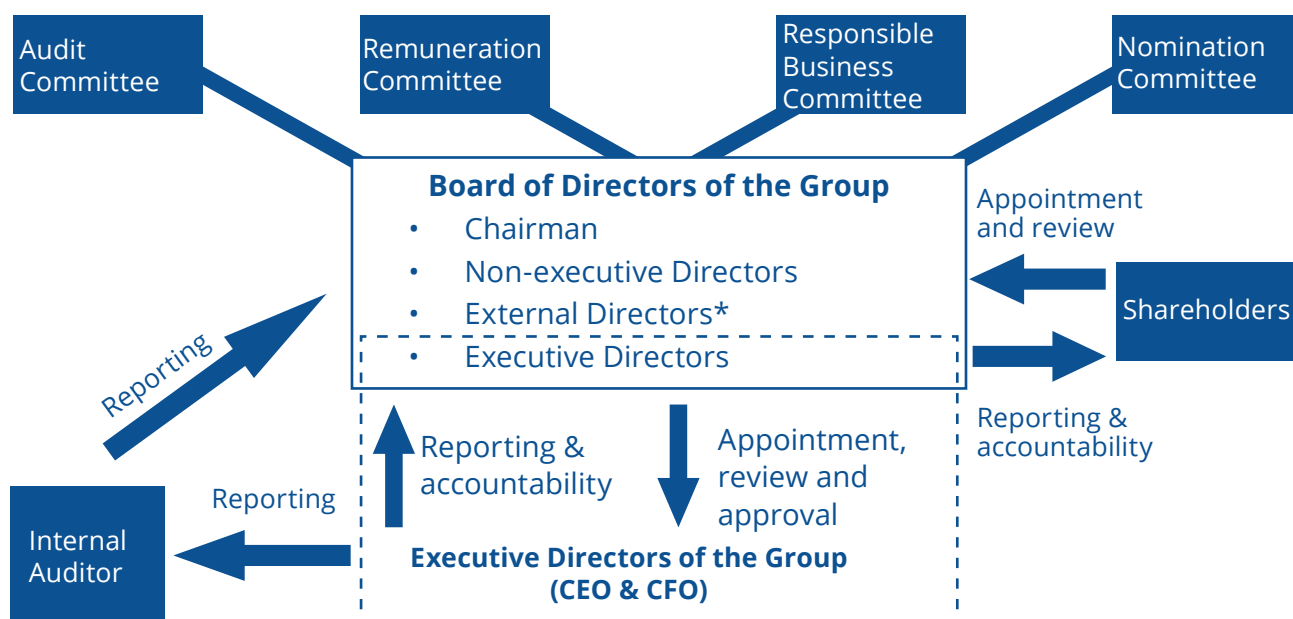 Audit
Committee
Remuneration
Committee
Responsible
Business
Committee
Nomination
Committee
Board of Directors of the Group
• Chairman
• Non-executive Directors
• External Directors*
• Executive Directors
Appointment
and review
Shareholders
Reporting &
accountability
Reporting
Reporting &
accountability
Appointment,
review and
approval
Reporting
Internal
Auditor
Executive Directors of the Group
(CEO & CFO)